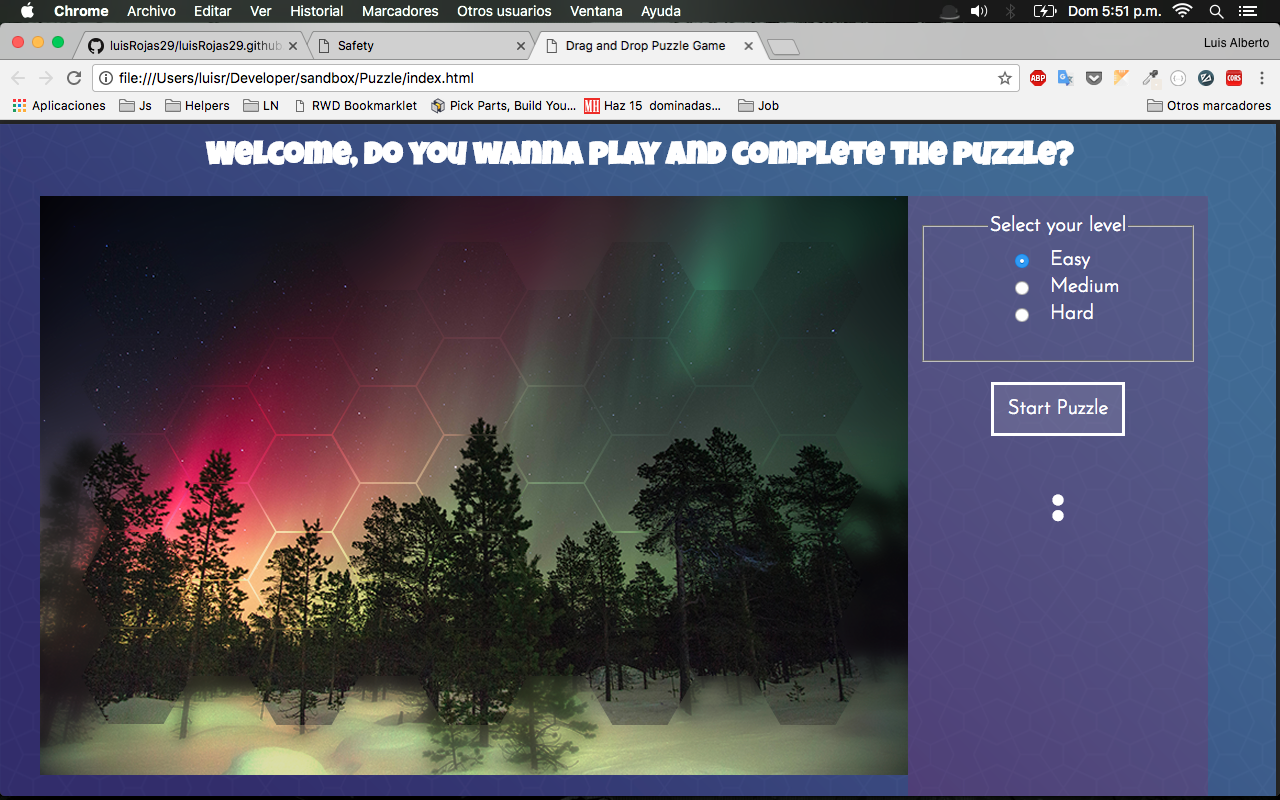 Chrome Archivo Editar Ver Historial Marcadores Otros usuarios Ventana Ayuda Dom 5:51 p.m.
luisRojas29/luisRojas29.github Safety Drag and Drop Puzzle Game Luis Alberto
file:///Users/luisr/Developer/sandbox/Puzzle/index.html ABP CORS
Aplicaciones Js Helpers LN RWD Bookmarklet Pick Parts, Build You... MH Haz 15 dominadas... Job Otros marcadores
Welcome, do you wanna play and complete the puzzle?
Select your level
Easy
Medium
Hard
Start Puzzle
: